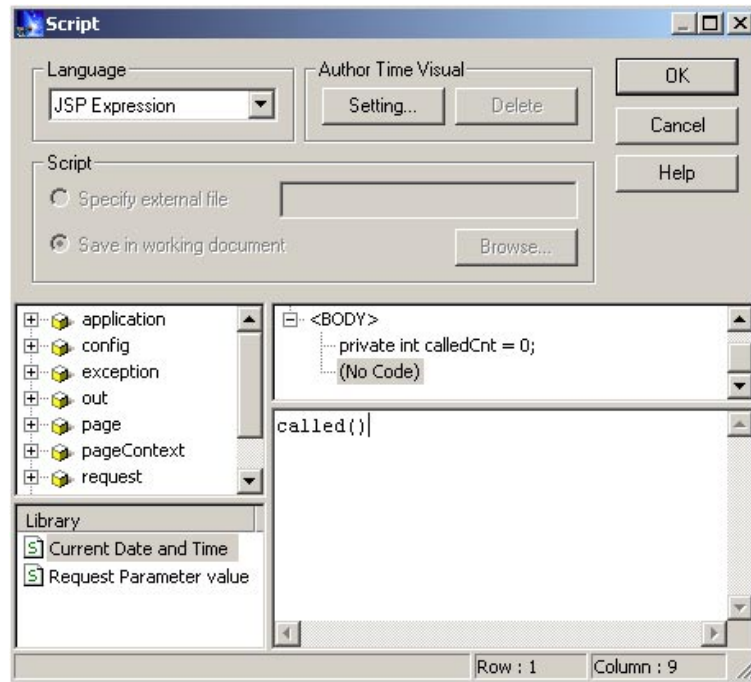 Script
Language
JSP Expression
Author Time Visual
Setting...
Delete
OK
Cancel
Help
Script
Specify external file
Save in working document
Browse...
application
config
exception
out
page
pageContext
request
<BODY>
private int calledCnt = 0;
(No Code)
called()
Library
Current Date and Time
Request Parameter value
Row : 1
Column : 9